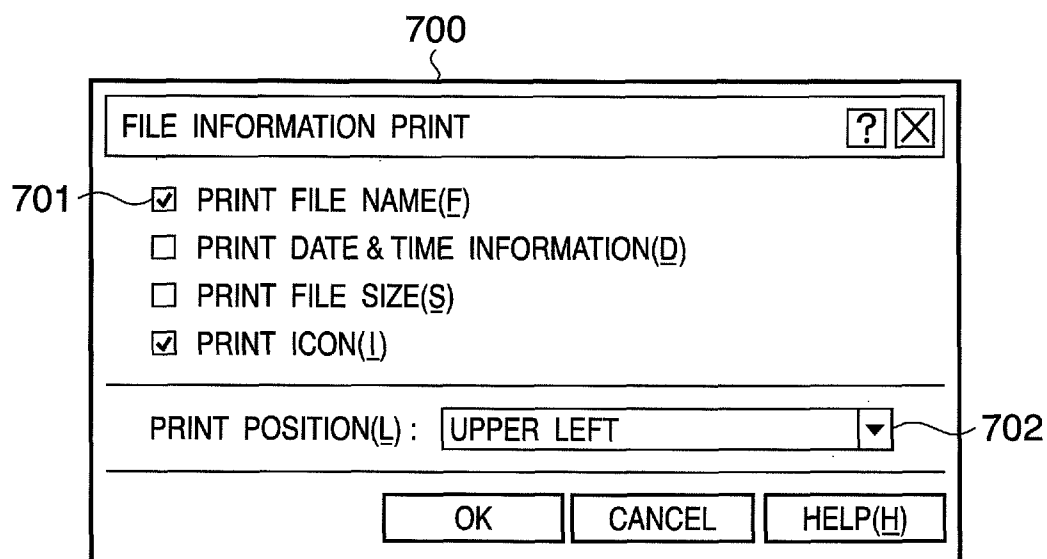 700
FILE INFORMATION PRINT ?
701 PRINT FILE NAME(F)
PRINT DATE & TIME INFORMATION(D)
PRINT FILE SIZE(S)
PRINT ICON(I)
PRINT POSITION(L) : UPPER LEFT 702
OK CANCEL HELP(H)